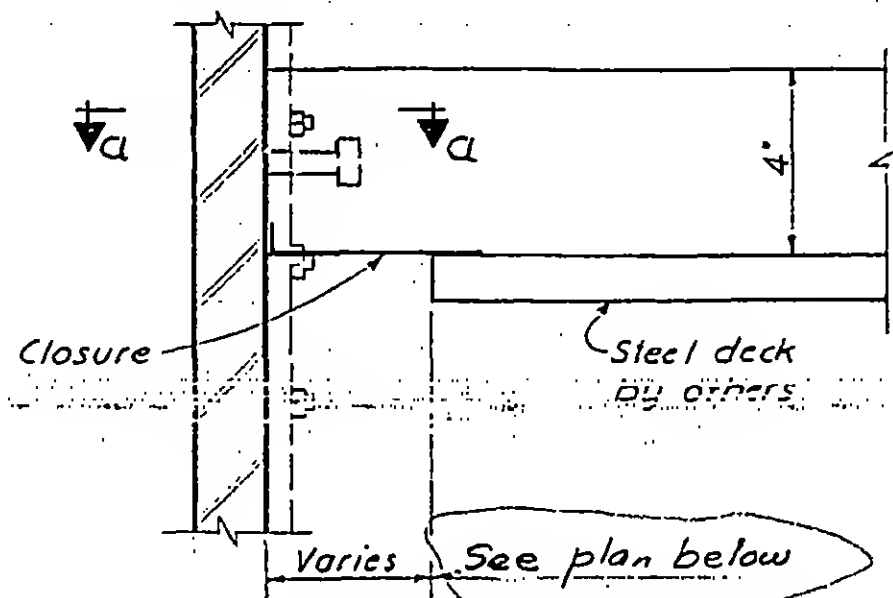 a
a
4"
Closure
Steel deck
by others
Varies
See plan below